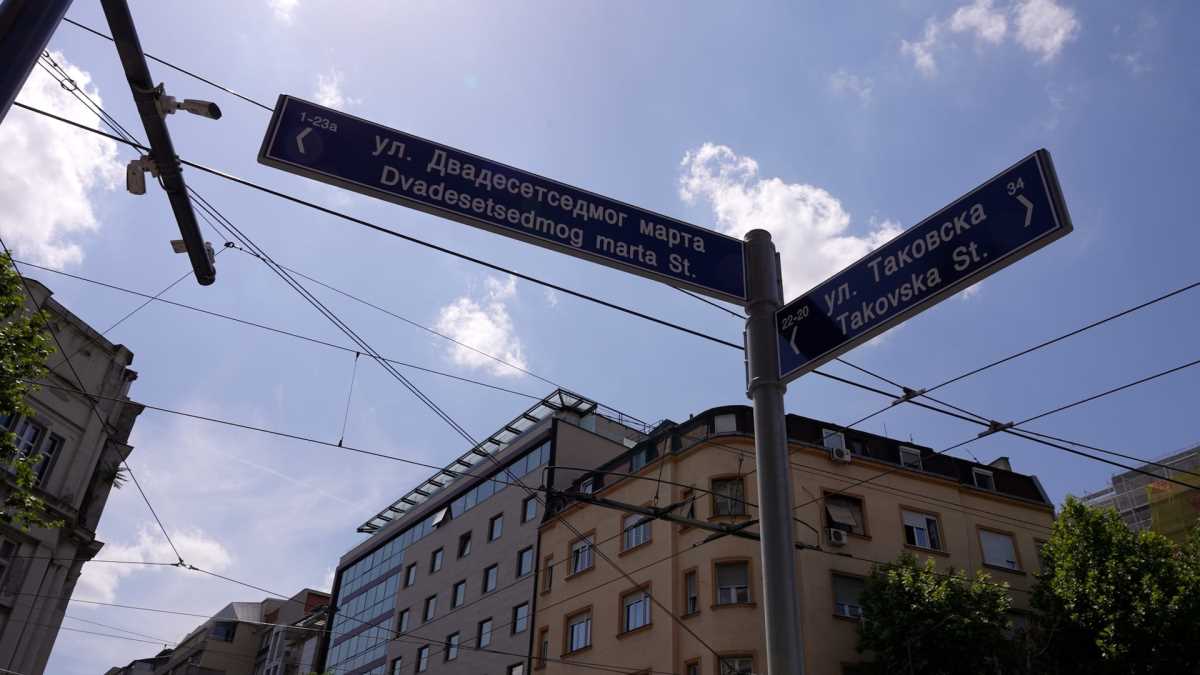 1-23a
ул. Двадесетседмог марта
Dvadesetsedmog marta St.
34
ул. Таковска
22-20
Takovska St.